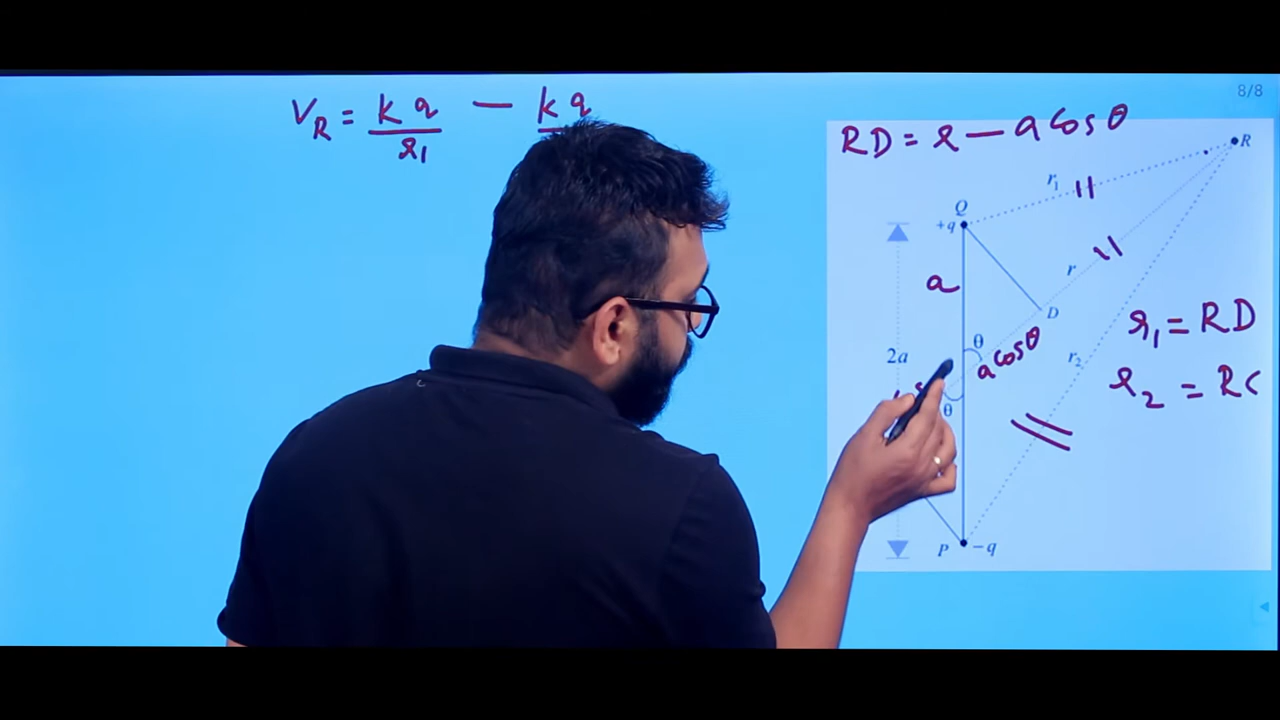 8/8
V_R = kq/r₁ − kq
RD = r − a cos θ
R
r₁
Q
+q
a
r
D
r₁ = RD
θ
2a
a cos θ
r₂
r₂ = RC
θ
P −q